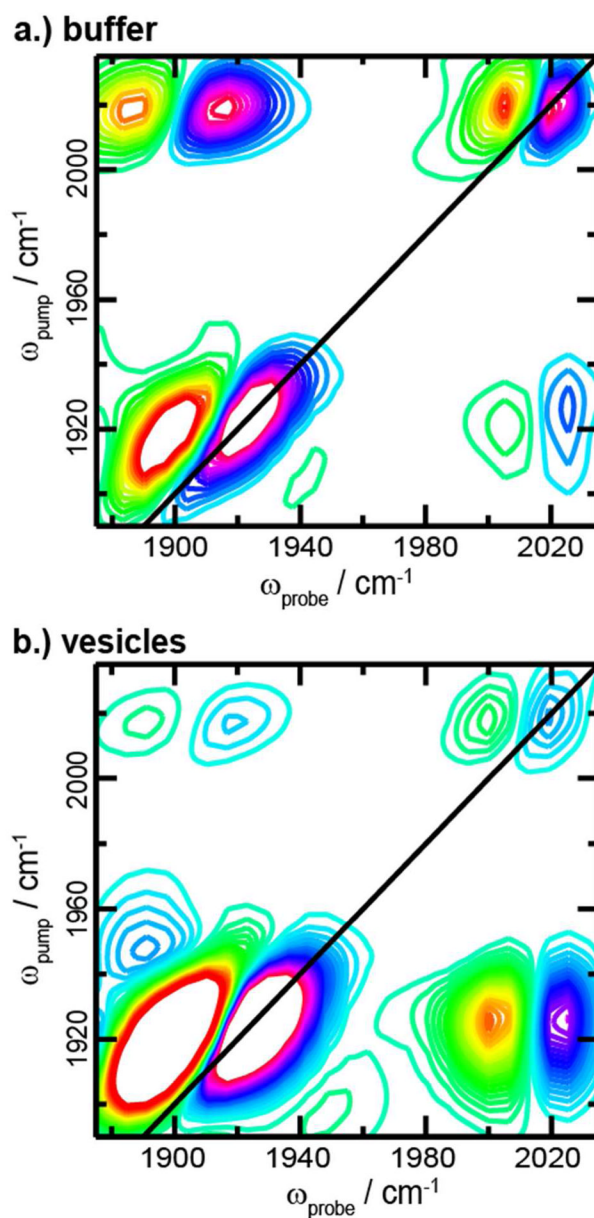 a.) buffer
2000
1960
1920
ω_pump / cm⁻¹
1900 1940 1980 2020
ω_probe / cm⁻¹
b.) vesicles
2000
1960
1920
ω_pump / cm⁻¹
1900 1940 1980 2020
ω_probe / cm⁻¹